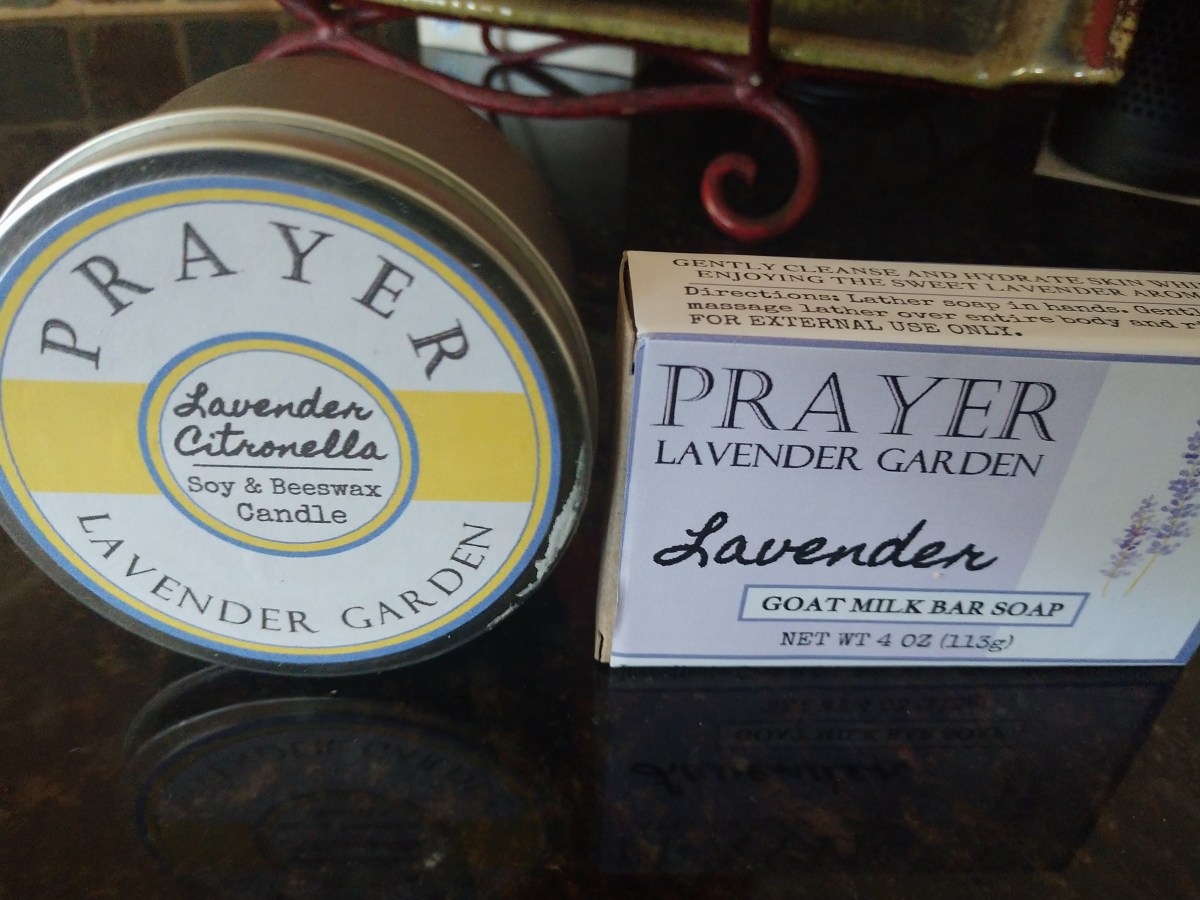 PRAYER
Lavender
Citronella
Soy & Beeswax
Candle
LAVENDER GARDEN
GENTLY CLEANSE AND HYDRATE SKIN
ENJOYING THE SWEET LAVENDER
Directions: Lather soap in hands.
massage lather over entire body and
FOR EXTERNAL USE ONLY.
PRAYER
LAVENDER GARDEN
Lavender
GOAT MILK BAR SOAP
NET WT 4 OZ (113g)